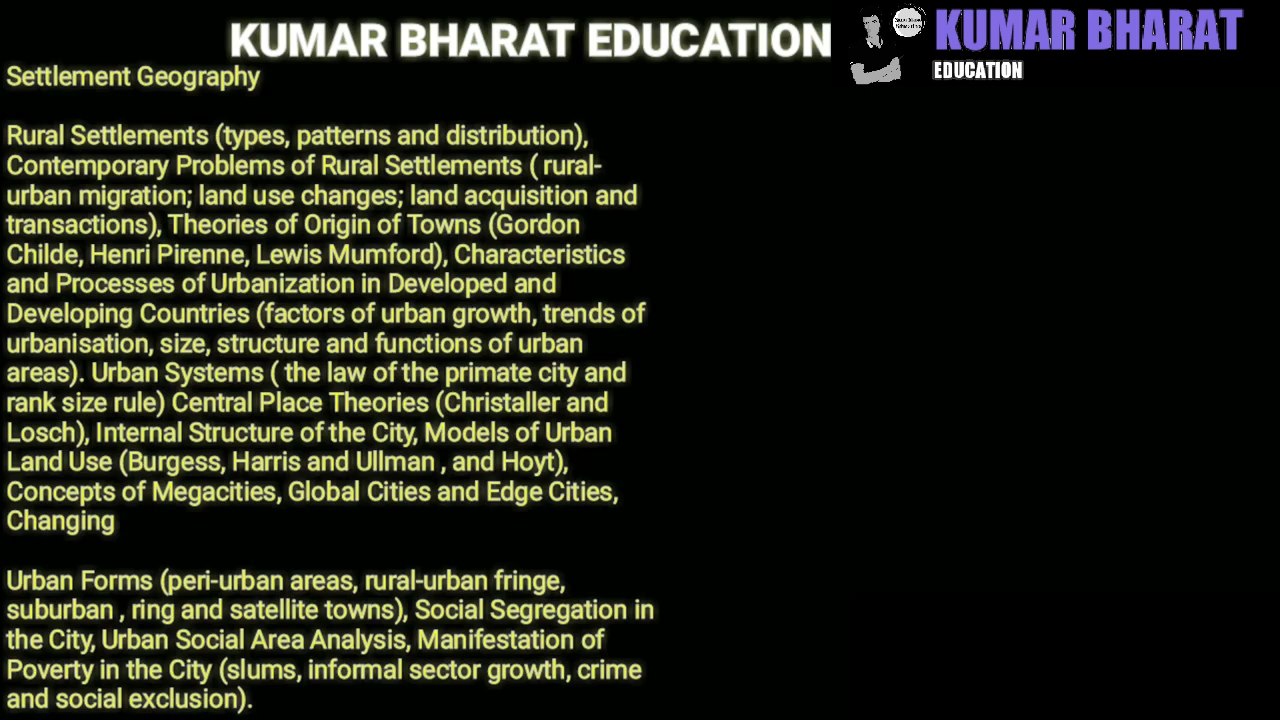 KUMAR BHARAT EDUCATION
KUMAR BHARAT
EDUCATION
Settlement Geography
Rural Settlements (types, patterns and distribution),
Contemporary Problems of Rural Settlements ( rural-
urban migration; land use changes; land acquisition and
transactions), Theories of Origin of Towns (Gordon
Childe, Henri Pirenne, Lewis Mumford), Characteristics
and Processes of Urbanization in Developed and
Developing Countries (factors of urban growth, trends of
urbanisation, size, structure and functions of urban
areas). Urban Systems ( the law of the primate city and
rank size rule) Central Place Theories (Christaller and
Losch), Internal Structure of the City, Models of Urban
Land Use (Burgess, Harris and Ullman , and Hoyt),
Concepts of Megacities, Global Cities and Edge Cities,
Changing
Urban Forms (peri-urban areas, rural-urban fringe,
suburban , ring and satellite towns), Social Segregation in
the City, Urban Social Area Analysis, Manifestation of
Poverty in the City (slums, informal sector growth, crime
and social exclusion).